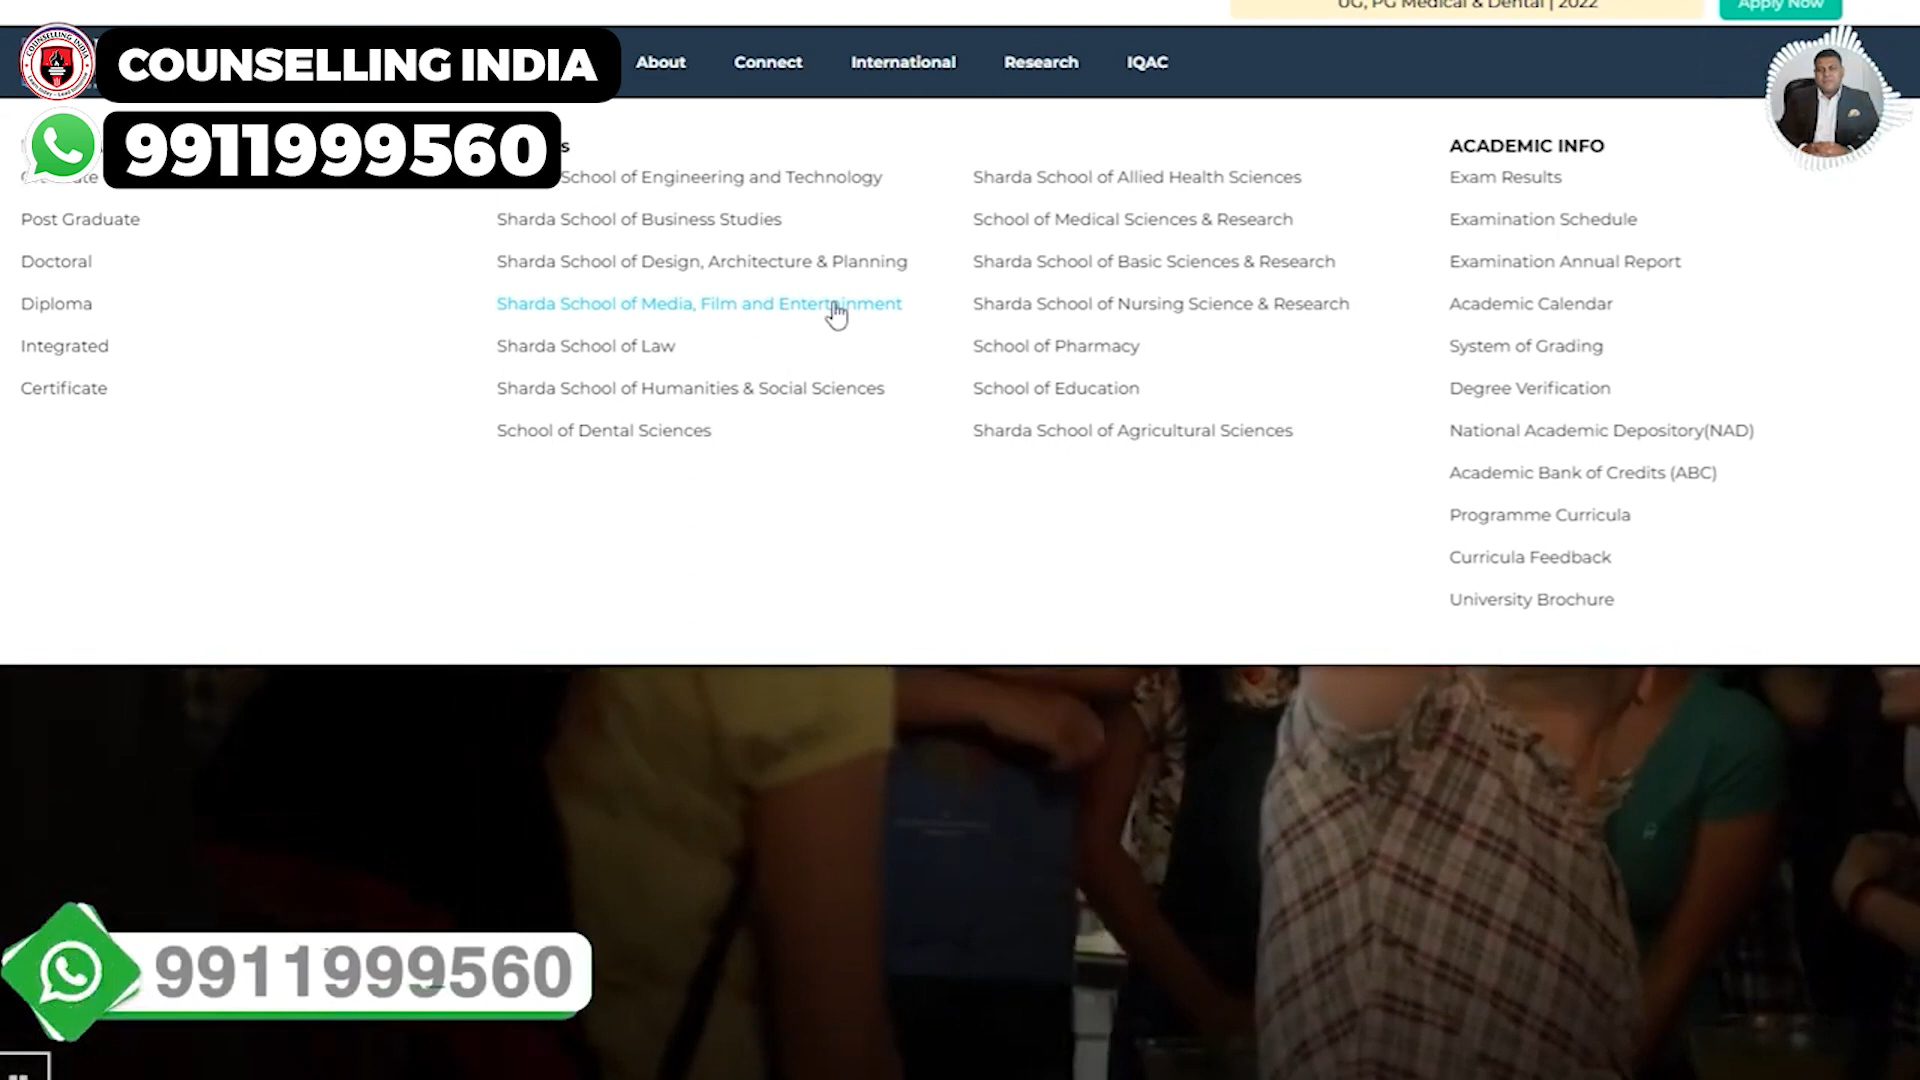 UG, PG Medical & Dental | 2022
Apply Now
COUNSELLING INDIA
About
Connect
International
Research
IQAC
9911999560
ACADEMIC INFO
School of Engineering and Technology
Sharda School of Allied Health Sciences
Exam Results
Post Graduate
Sharda School of Business Studies
School of Medical Sciences & Research
Examination Schedule
Doctoral
Sharda School of Design, Architecture & Planning
Sharda School of Basic Sciences & Research
Examination Annual Report
Diploma
Sharda School of Media, Film and Entertainment
Sharda School of Nursing Science & Research
Academic Calendar
Integrated
Sharda School of Law
School of Pharmacy
System of Grading
Certificate
Sharda School of Humanities & Social Sciences
School of Education
Degree Verification
School of Dental Sciences
Sharda School of Agricultural Sciences
National Academic Depository(NAD)
Academic Bank of Credits (ABC)
Programme Curricula
Curricula Feedback
University Brochure
9911999560